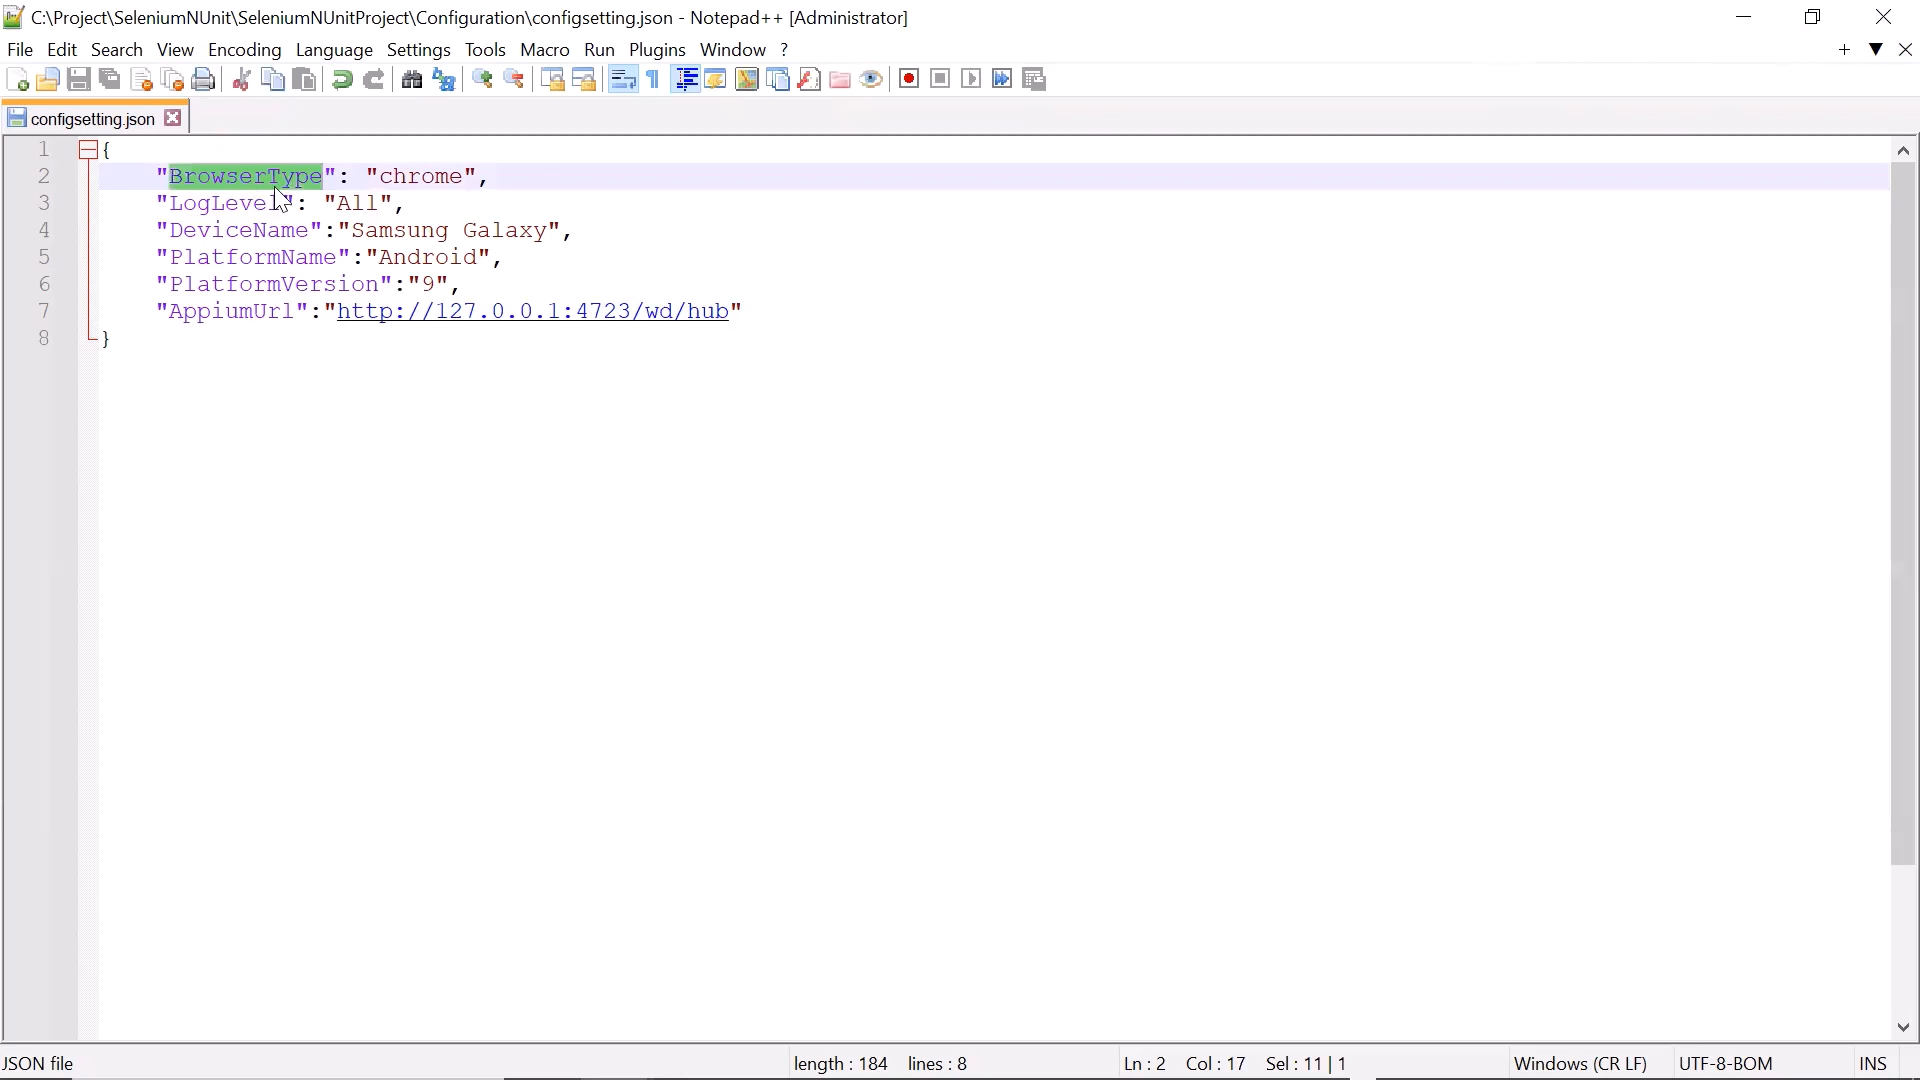 C:\Project\SeleniumNUnit\SeleniumNUnitProject\Configuration\configsetting.json - Notepad++ [Administrator]
File Edit Search View Encoding Language Settings Tools Macro Run Plugins Window ?
configsetting.json
1 {
2 "BrowserType": "chrome",
3 "LogLevel": "All",
4 "DeviceName":"Samsung Galaxy",
5 "PlatformName":"Android",
6 "PlatformVersion":"9",
7 "AppiumUrl":"http://127.0.0.1:4723/wd/hub"
8 }
JSON file length : 184 lines : 8 Ln : 2 Col : 17 Sel : 11 | 1 Windows (CR LF) UTF-8-BOM INS